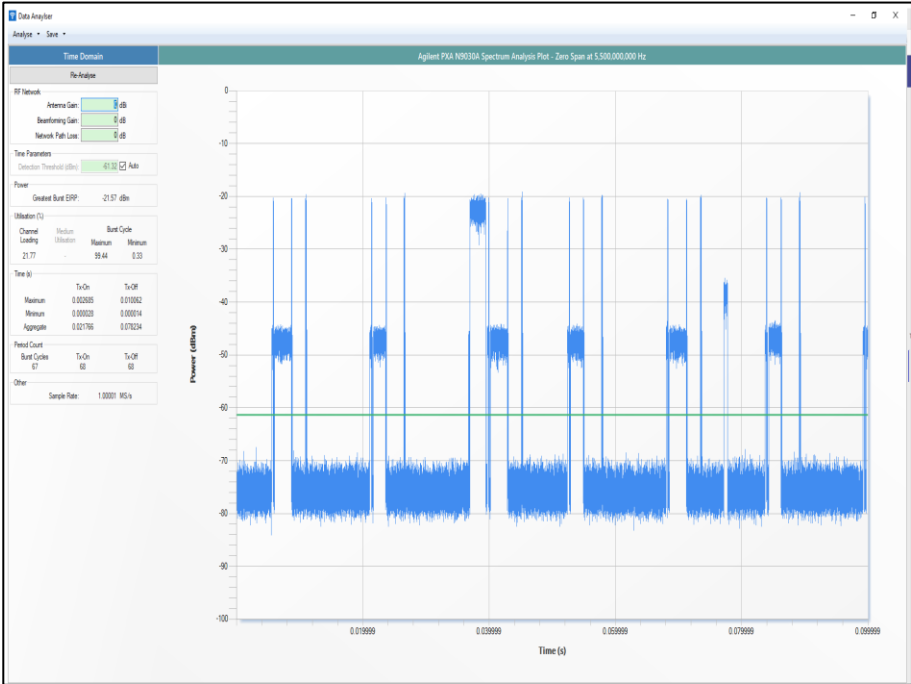 Data Anaylser
Analyse Save
Time Domain
Agilent PXA N9030A Spectrum Analysis Plot - Zero Span at 5,500,000,000 Hz
Re-Analyse
RF Network
Antenna Gain: dBi
Beamforming Gain: 0 dB
Network Path Loss: 0 dB
Time Parameters
Detection Threshold (dBm): -61.32 Auto
Power
Greatest Burst EIRP: -21.57 dBm
Utilisation (%)
Channel Loading Medium Utilisation Burst Cycle
Maximum Minimum
21.77 - 99.44 0.33
Time (s)
Tx-On Tx-Off
Maximum 0.002685 0.010062
Minimum 0.000020 0.000014
Aggregate 0.021766 0.078234
Period Count
Burst Cycles Tx-On Tx-Off
67 68 68
Other
Sample Rate: 1.00001 MS/s
Power (dBm)
0
-10
-20
-30
-40
-50
-60
-70
-80
-90
-100
0.019999 0.039999 0.059999 0.079999 0.099999
Time (s)